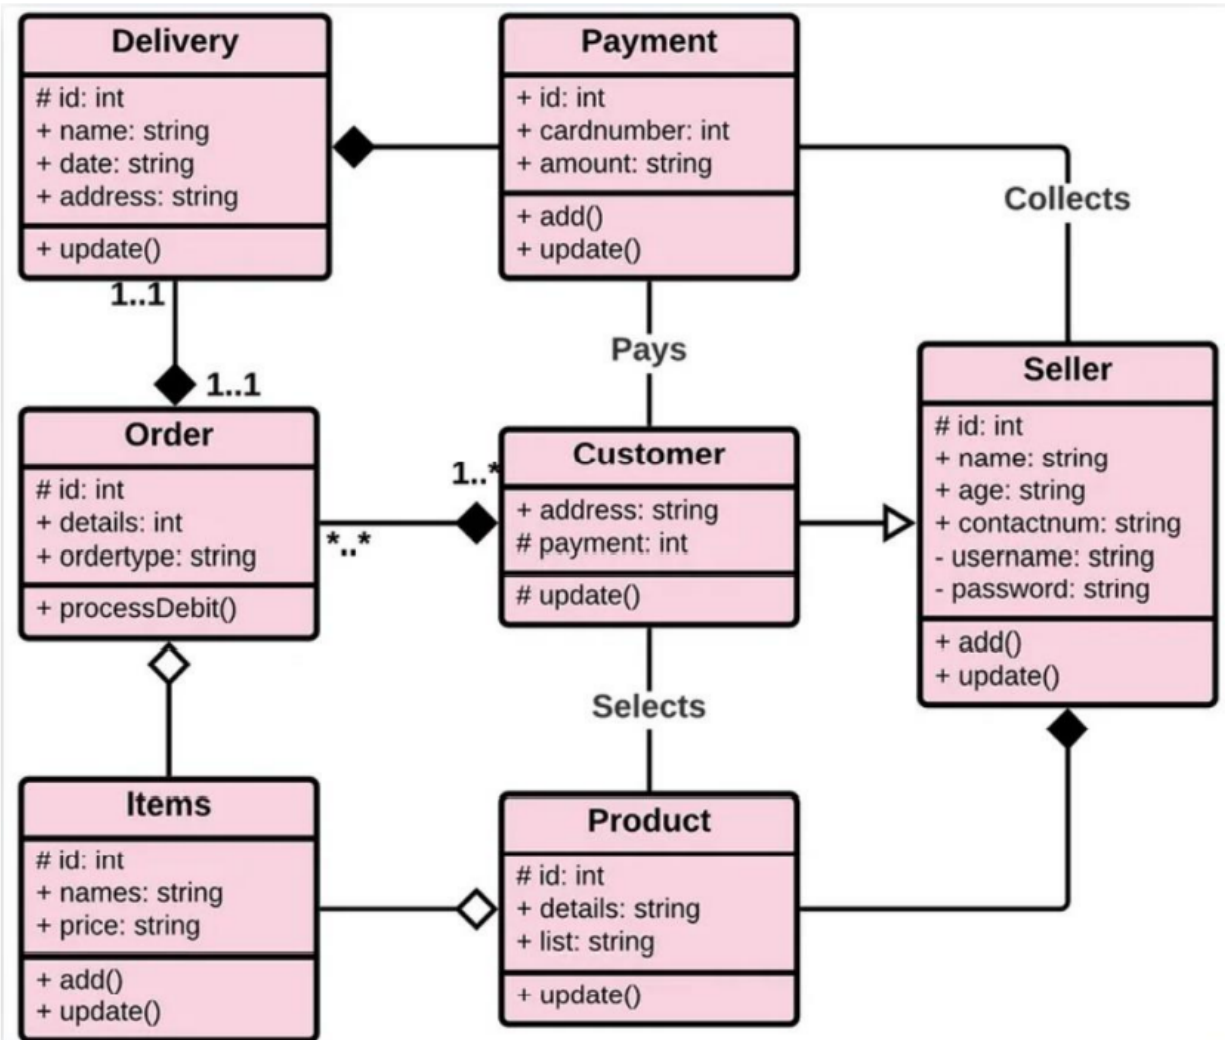 Delivery
# id: int
+ name: string
+ date: string
+ address: string
+ update()
Payment
+ id: int
+ cardnumber: int
+ amount: string
+ add()
+ update()
Collects
1..1
1..1
Pays
Order
# id: int
+ details: int
+ ordertype: string
+ processDebit()
1..*
*..*
Customer
+ address: string
# payment: int
# update()
Seller
# id: int
+ name: string
+ age: string
+ contactnum: string
- username: string
- password: string
+ add()
+ update()
Selects
Items
# id: int
+ names: string
+ price: string
+ add()
+ update()
Product
# id: int
+ details: string
+ list: string
+ update()